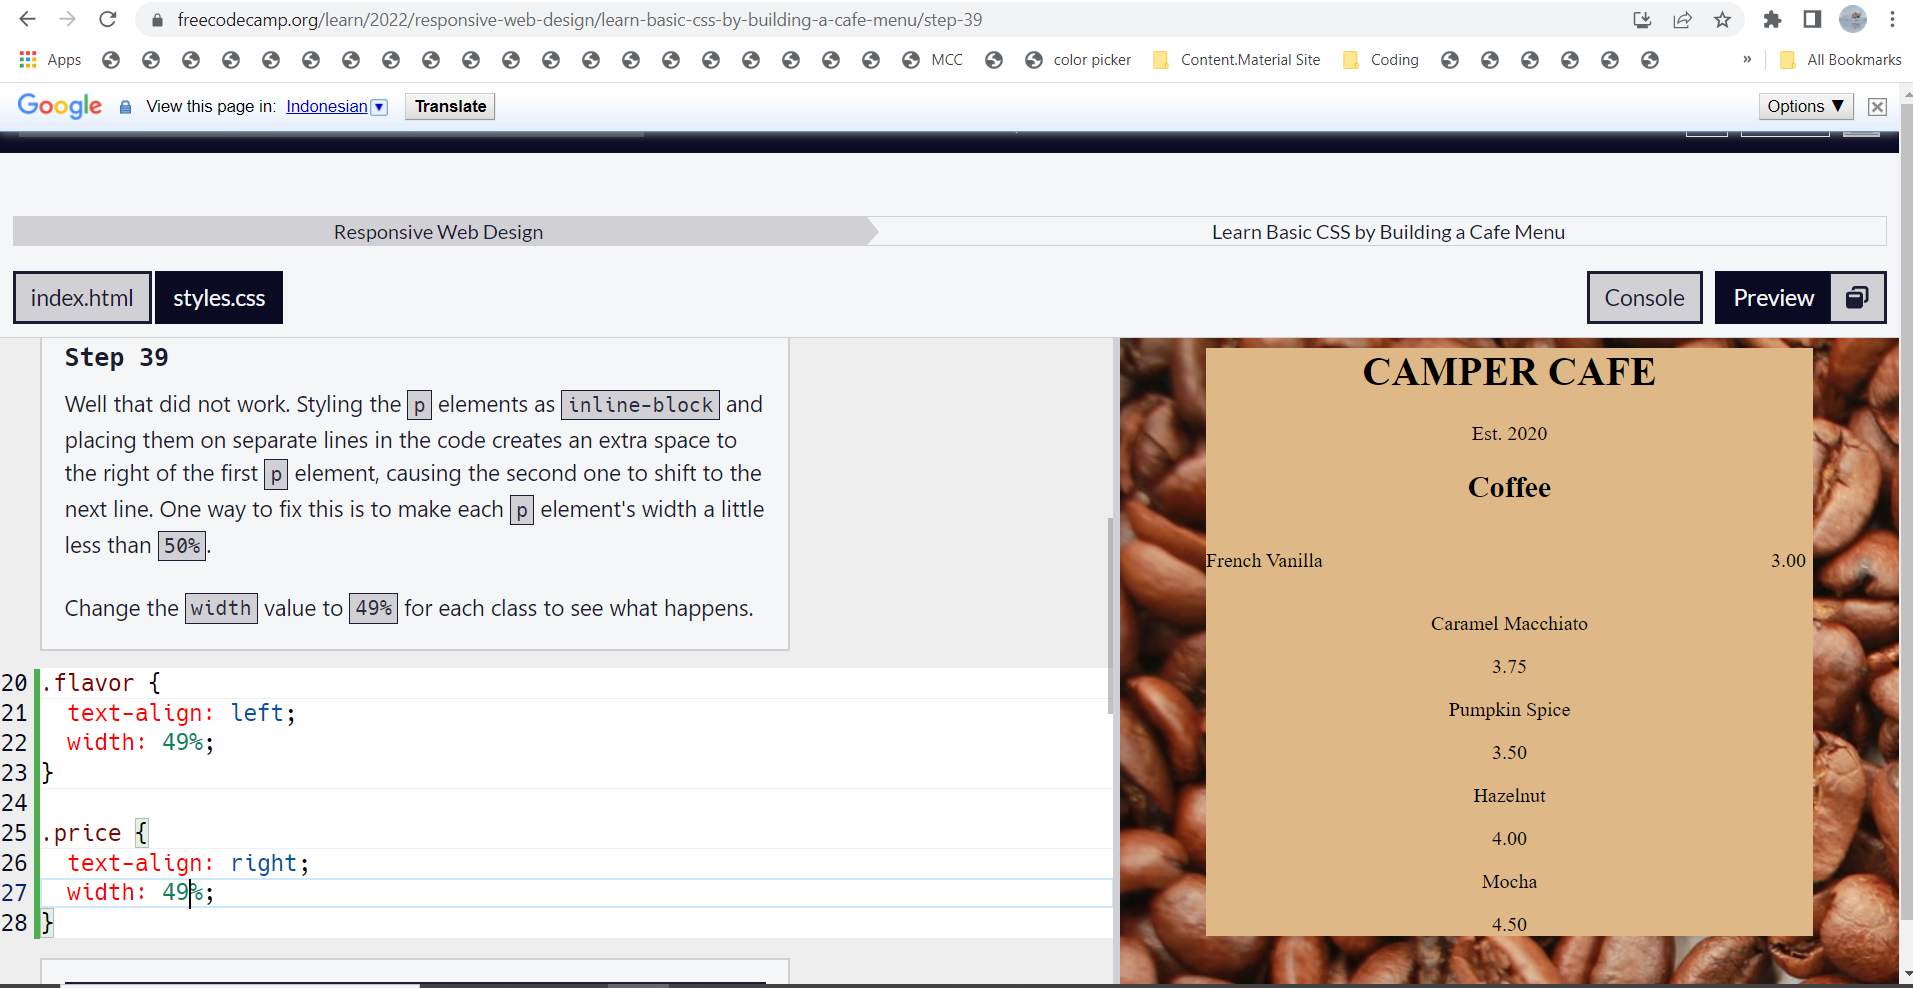 freecodecamp.org/learn/2022/responsive-web-design/learn-basic-css-by-building-a-cafe-menu/step-39
Apps MCC color picker Content.Material Site Coding » All Bookmarks
Google View this page in: Indonesian Translate Options ▼
Responsive Web Design Learn Basic CSS by Building a Cafe Menu
index.html styles.css Console Preview
Step 39
Well that did not work. Styling the p elements as inline-block and
placing them on separate lines in the code creates an extra space to
the right of the first p element, causing the second one to shift to the
next line. One way to fix this is to make each p element's width a little
less than 50%.
Change the width value to 49% for each class to see what happens.
20 .flavor {
21 text-align: left;
22 width: 49%;
23 }
24
25 .price {
26 text-align: right;
27 width: 49%;
28 }
CAMPER CAFE
Est. 2020
Coffee
French Vanilla 3.00
Caramel Macchiato
3.75
Pumpkin Spice
3.50
Hazelnut
4.00
Mocha
4.50